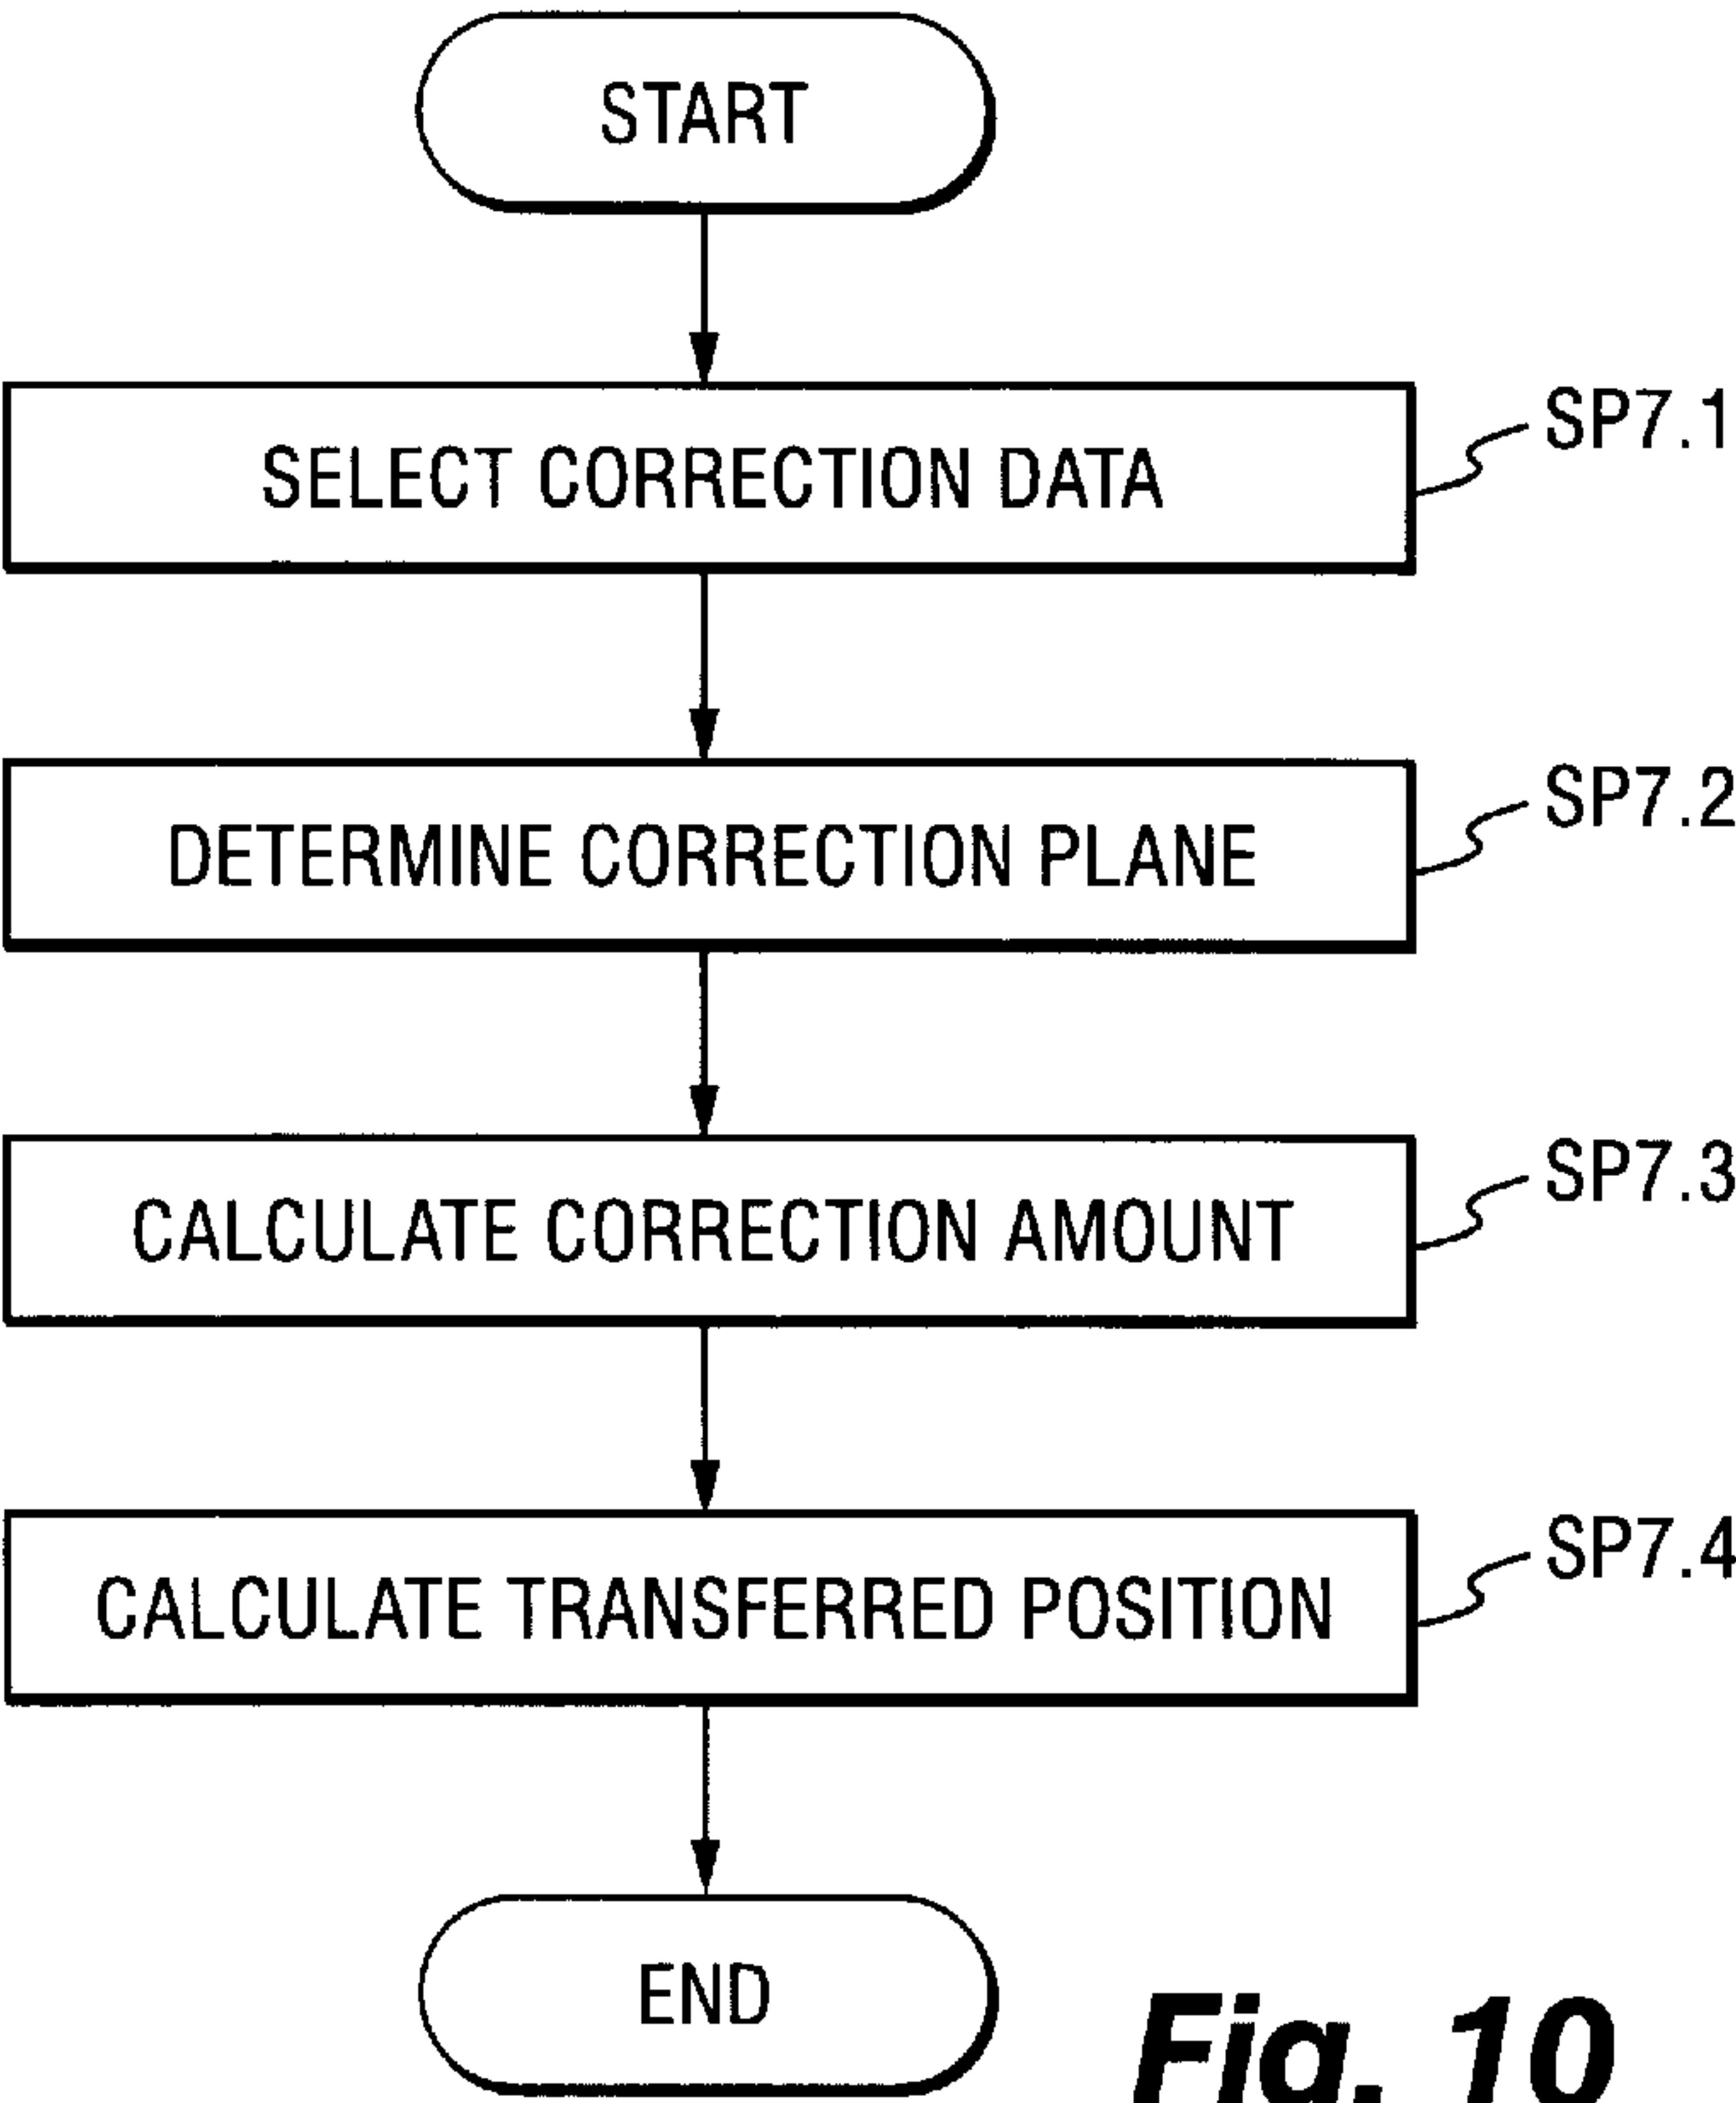 START
SELECT CORRECTION DATA
SP7.1
DETERMINE CORRECTION PLANE
SP7.2
CALCULATE CORRECTION AMOUNT
SP7.3
CALCULATE TRANSFERRED POSITION
SP7.4
END
Fig. 10